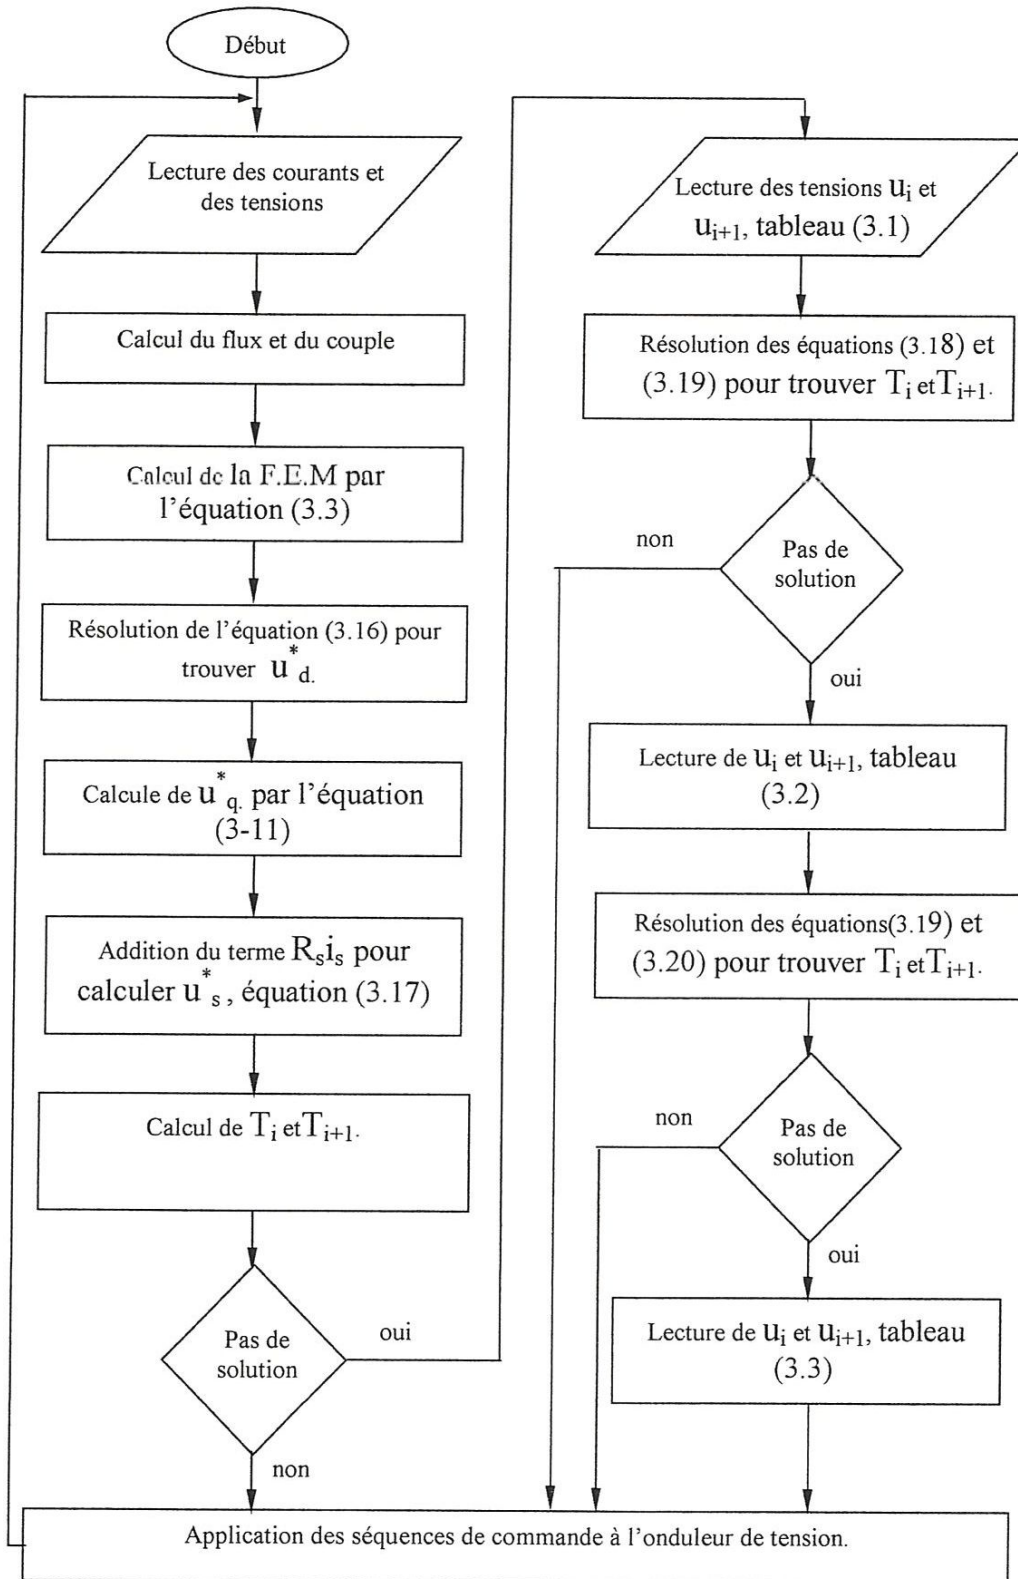 Début
Lecture des courants et
des tensions
Calcul du flux et du couple
Calcul de la F.E.M par
l'équation (3.3)
Résolution de l'équation (3.16) pour
trouver u*d.
Calcule de u*q. par l'équation
(3-11)
Addition du terme Rsis pour
calculer u*s, équation (3.17)
Calcul de Ti et Ti+1.
Pas de
solution
oui
non
Lecture des tensions ui et
ui+1, tableau (3.1)
Résolution des équations (3.18) et
(3.19) pour trouver Ti et Ti+1.
non
Pas de
solution
oui
Lecture de ui et ui+1, tableau
(3.2)
Résolution des équations(3.19) et
(3.20) pour trouver Ti et Ti+1.
non
Pas de
solution
oui
Lecture de ui et ui+1, tableau
(3.3)
Application des séquences de commande à l'onduleur de tension.